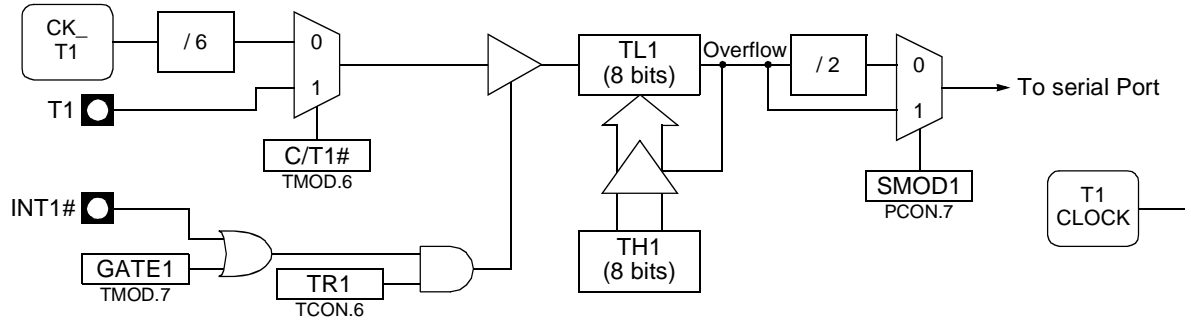 CK_
T1
/ 6
0
1
T1
C/T1#
TMOD.6
INT1#
GATE1
TMOD.7
TR1
TCON.6
TL1
(8 bits)
Overflow
/ 2
0
1
To serial Port
SMOD1
PCON.7
TH1
(8 bits)
T1
CLOCK